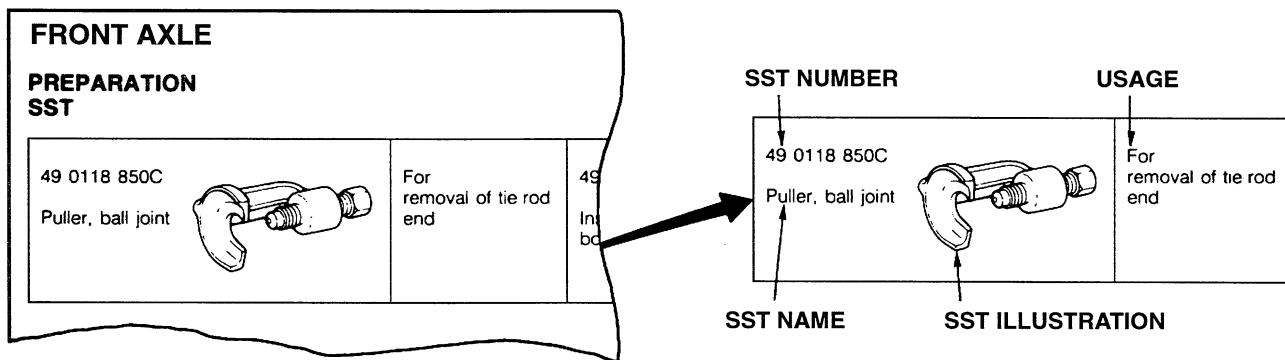 FRONT AXLE
PREPARATION
SST
49 0118 850C
Puller, ball joint
For
removal of tie rod
end
49
SST NUMBER
USAGE
49 0118 850C
Puller, ball joint
For
removal of tie rod
end
SST NAME
SST ILLUSTRATION